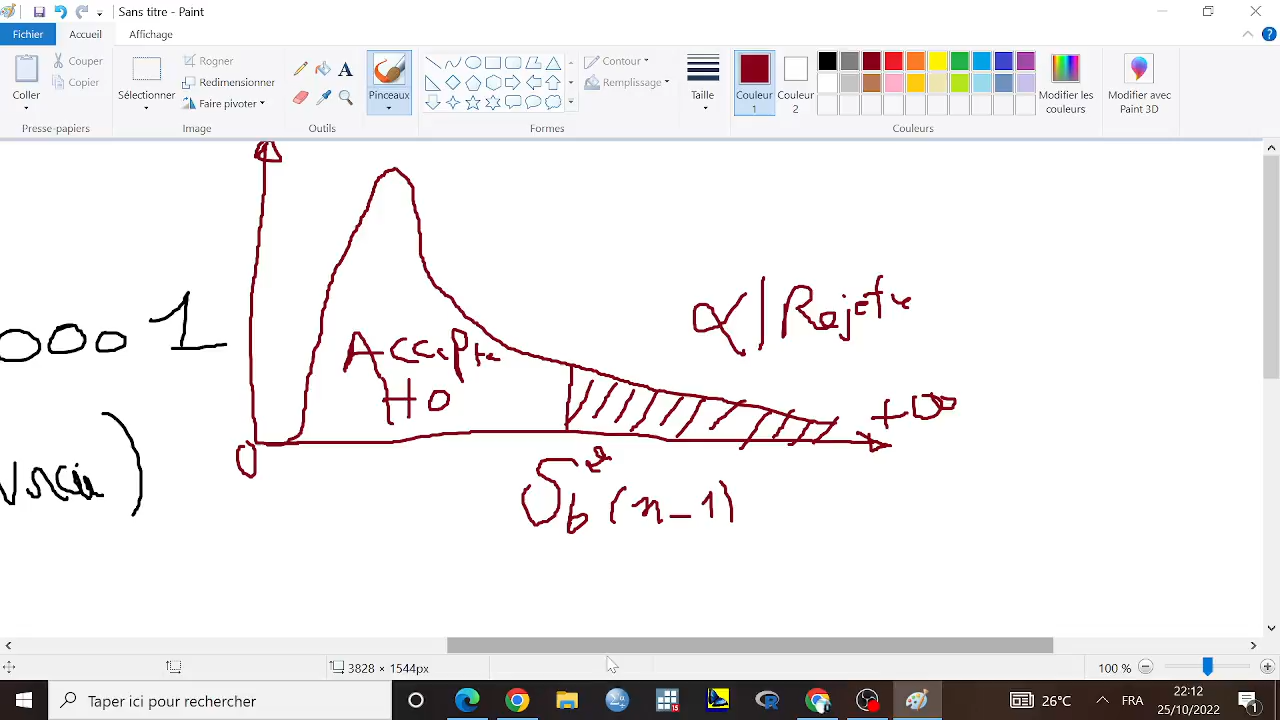 Sans titre - Paint
Fichier Accueil Affichage
Coller
Couper
Copier
Presse-papiers
Sélectionner
Rogner
Redimensionner
Faire pivoter
Image
Outils
Pinceaux
Formes
Contour
Remplissage
Taille
Couleur 1
Couleur 2
Couleurs
Modifier les couleurs
Modifier avec Paint 3D
0001
α / Rejeter
Accepte
H0
+∞
0
(n-1)
3828 × 1544px
100 %
Taper ici pour rechercher
26°C
FRA
22:12
25/10/2022